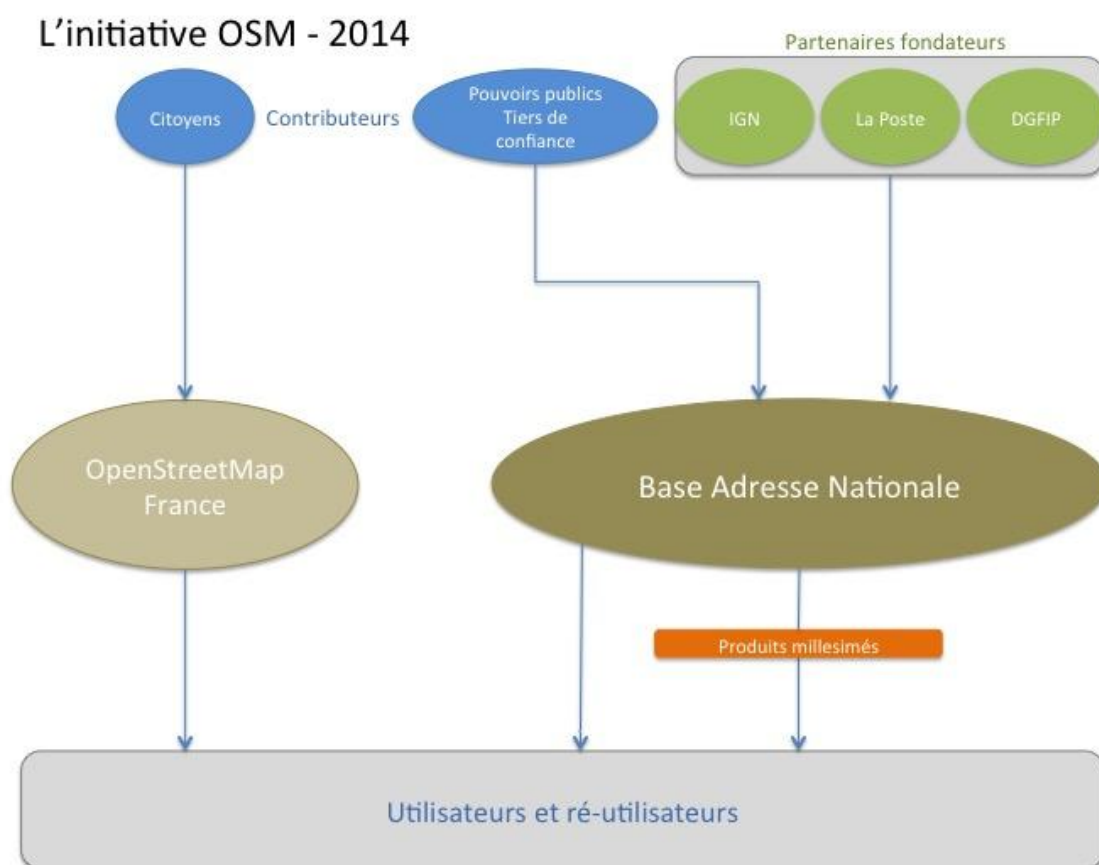 L'initiative OSM - 2014
Partenaires fondateurs
Citoyens
Contributeurs
Pouvoirs publics
Tiers de
confiance
IGN
La Poste
DGFIP
OpenStreetMap
France
Base Adresse Nationale
Produits millesimés
Utilisateurs et ré-utilisateurs